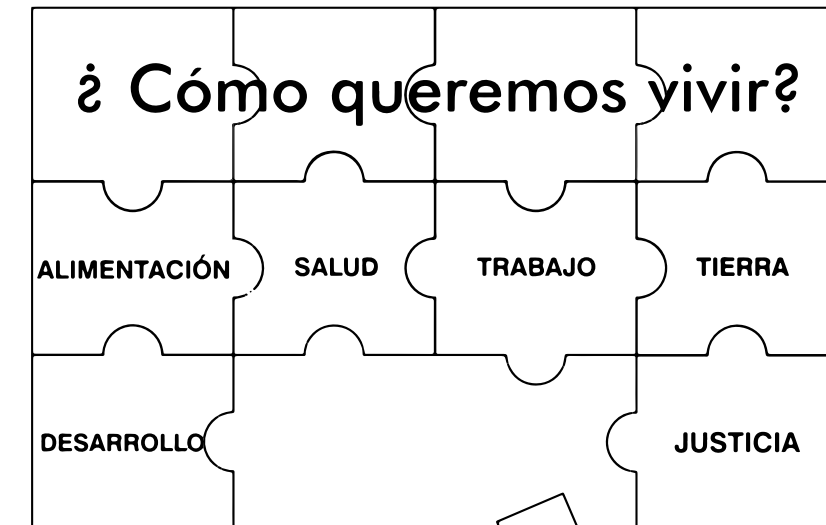 ¿ Cómo queremos vivir?
ALIMENTACIÓN SALUD TRABAJO TIERRA
DESARROLLO JUSTICIA